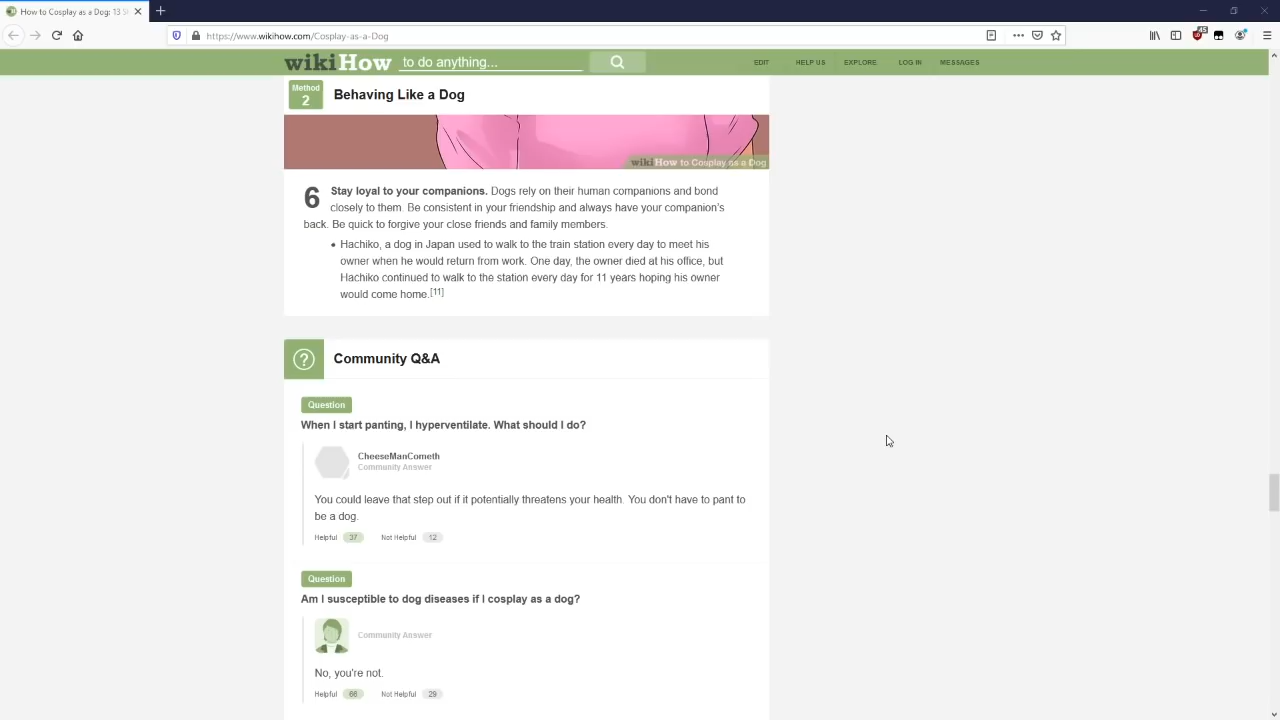 How to Cosplay as a Dog: 13 S
https://www.wikihow.com/Cosplay-as-a-Dog
wikiHow to do anything... EDIT HELP US EXPLORE LOG IN MESSAGES
Method
2
Behaving Like a Dog
wikiHow to Cosplay as a Dog
6 Stay loyal to your companions. Dogs rely on their human companions and bond
closely to them. Be consistent in your friendship and always have your companion's
back. Be quick to forgive your close friends and family members.
• Hachiko, a dog in Japan used to walk to the train station every day to meet his
owner when he would return from work. One day, the owner died at his office, but
Hachiko continued to walk to the station every day for 11 years hoping his owner
would come home.[11]
Community Q&A
Question
When I start panting, I hyperventilate. What should I do?
CheeseManCometh
Community Answer
You could leave that step out if it potentially threatens your health. You don't have to pant to
be a dog.
Helpful 37 Not Helpful 12
Question
Am I susceptible to dog diseases if I cosplay as a dog?
Community Answer
No, you're not.
Helpful 66 Not Helpful 29